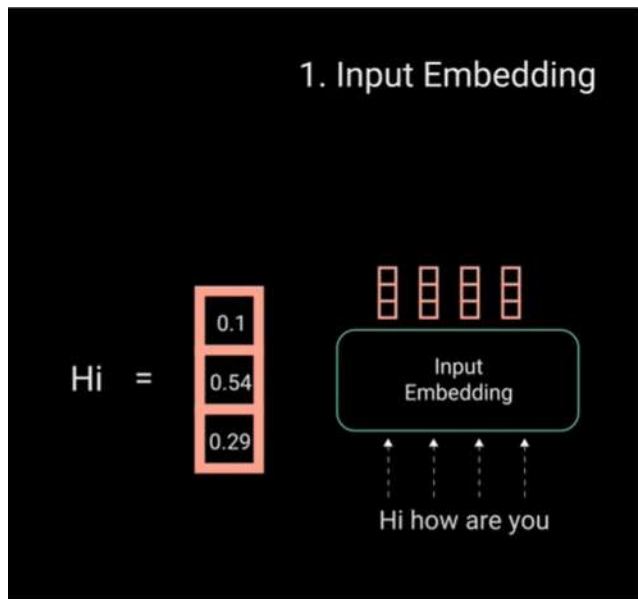 1. Input Embedding
Hi = 0.1
0.54
0.29
Input
Embedding
Hi how are you